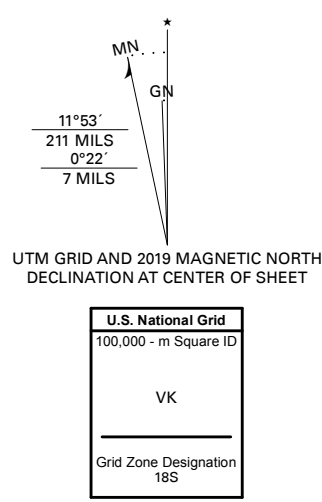 MN
GN
11°53´
211 MILS
0°22´
7 MILS
UTM GRID AND 2019 MAGNETIC NORTH
DECLINATION AT CENTER OF SHEET
U.S. National Grid
100,000 - m Square ID
VK
Grid Zone Designation
18S